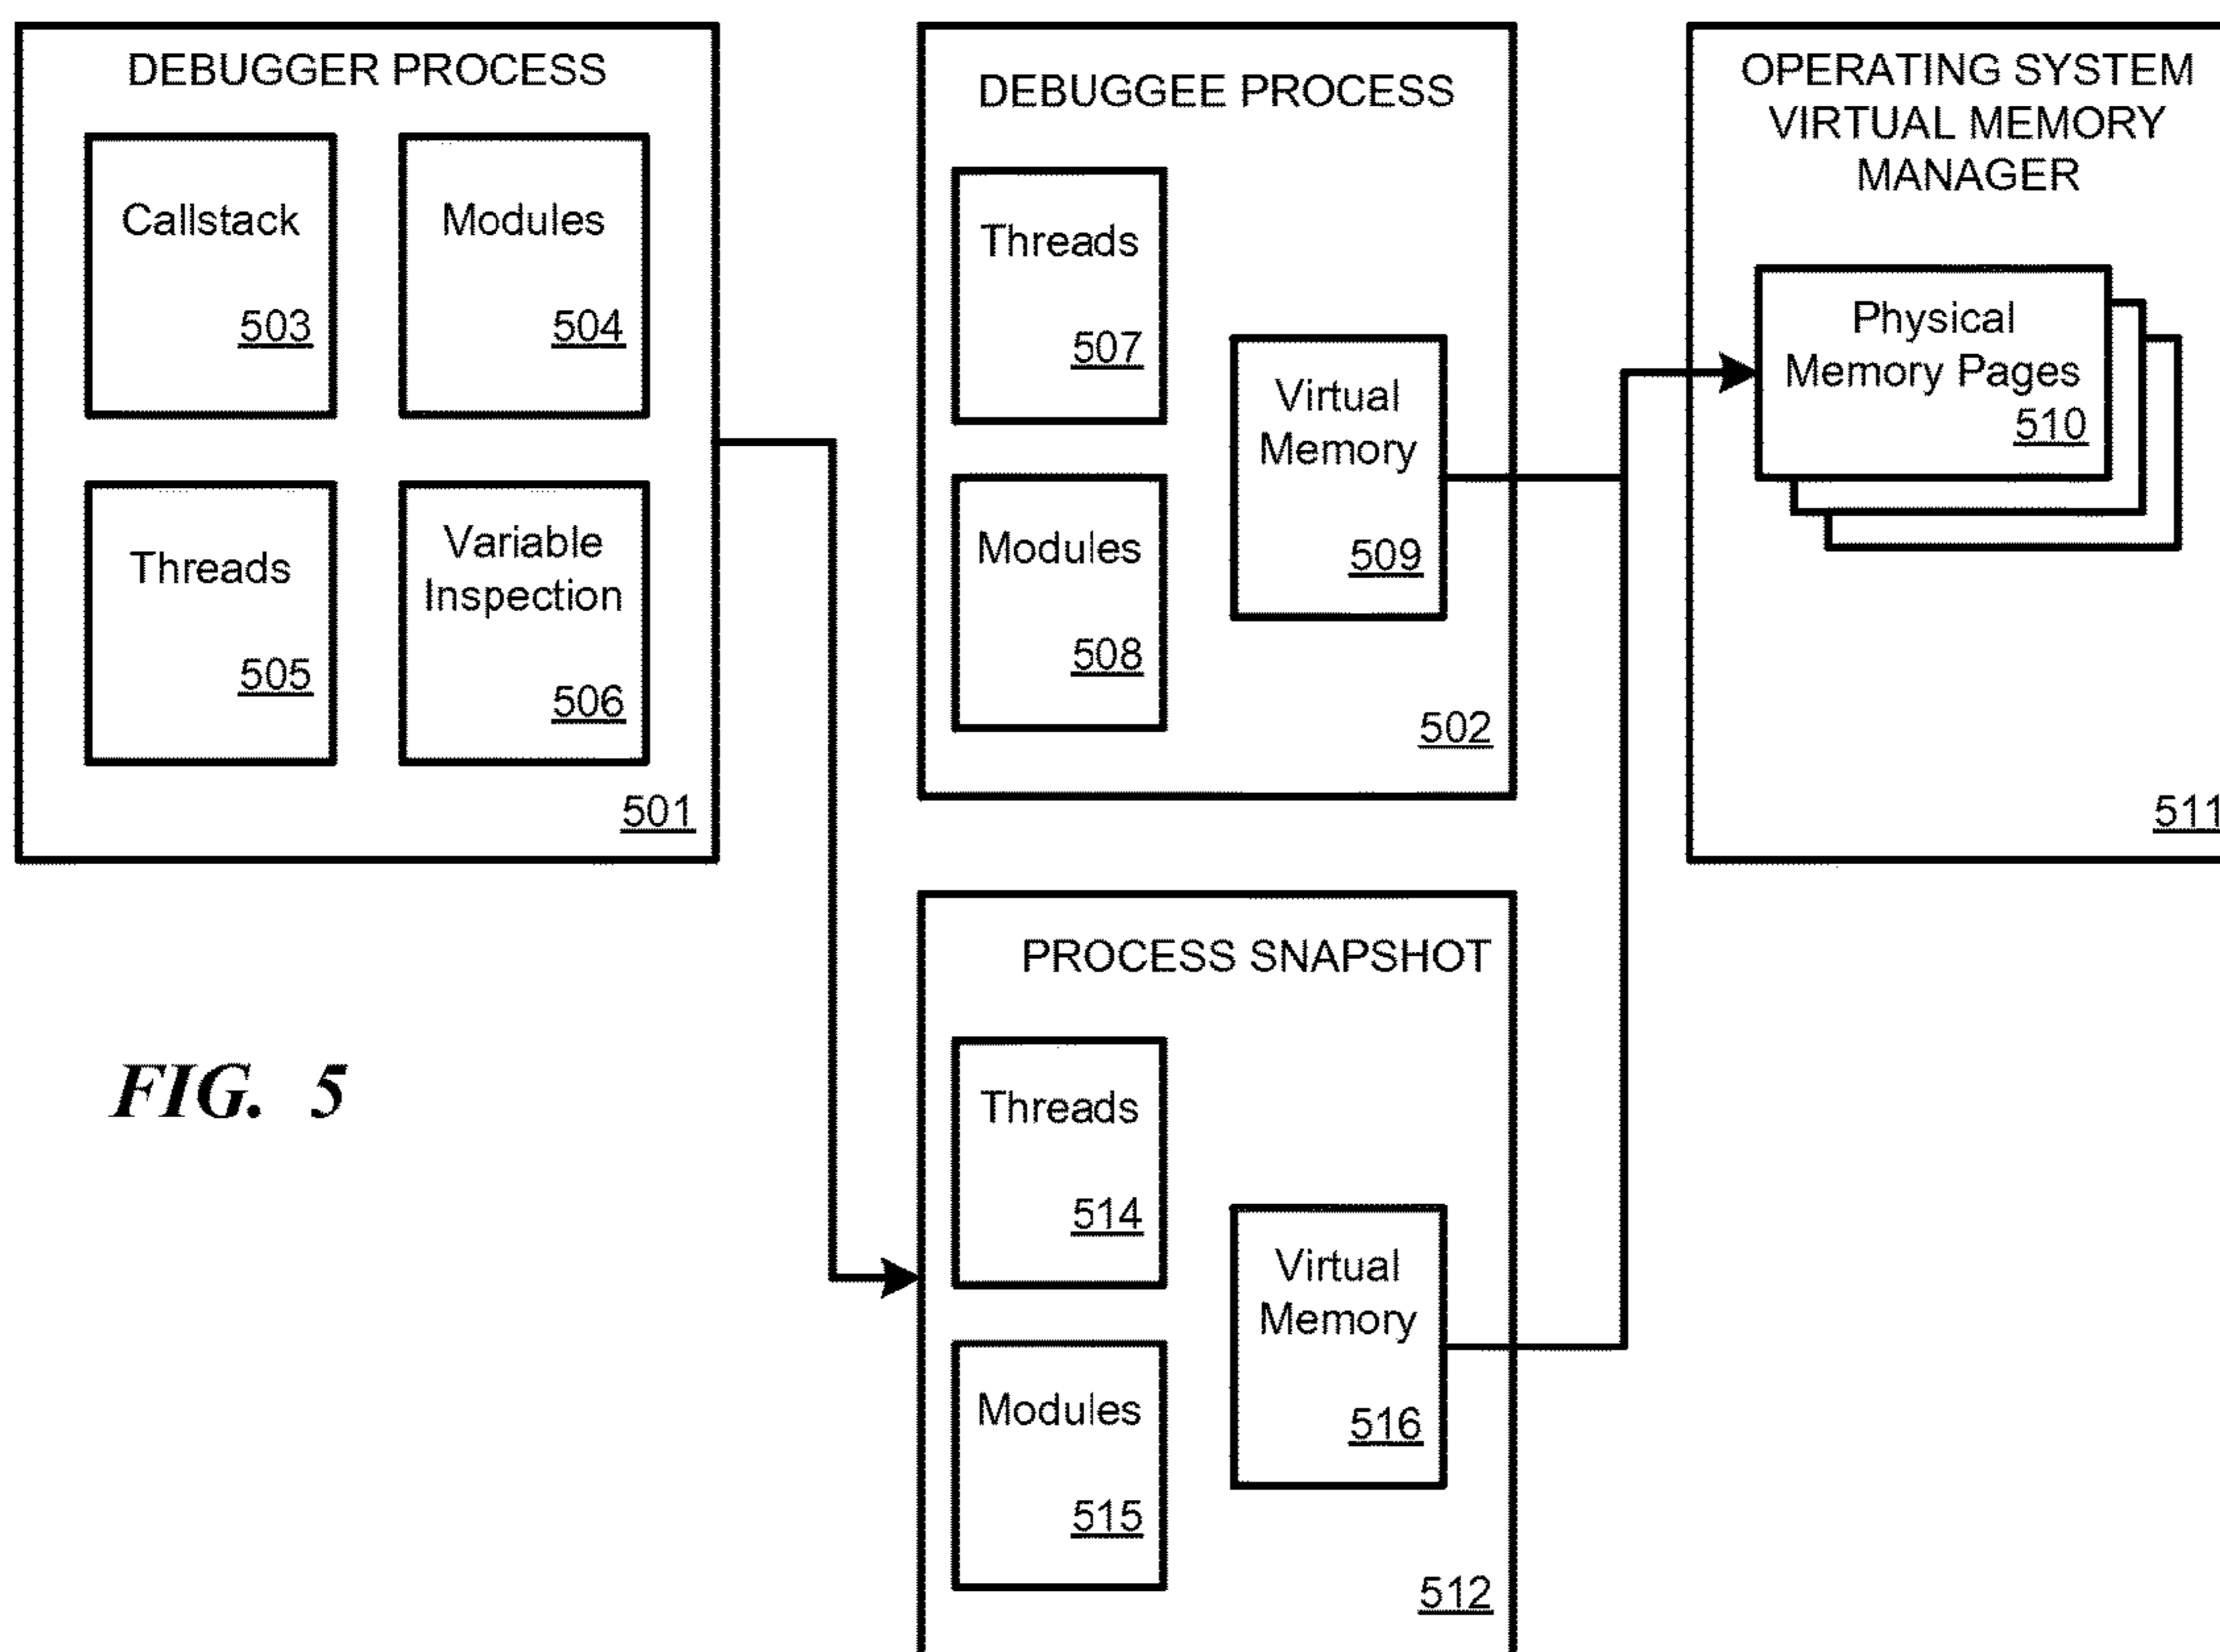 DEBUGGER PROCESS
Callstack
503
Modules
504
Threads
505
Variable
Inspection
506
501
DEBUGGEE PROCESS
Threads
507
Modules
508
Virtual
Memory
509
502
OPERATING SYSTEM
VIRTUAL MEMORY
MANAGER
Physical
Memory Pages
510
511
PROCESS SNAPSHOT
Threads
514
Modules
515
Virtual
Memory
516
512
FIG. 5